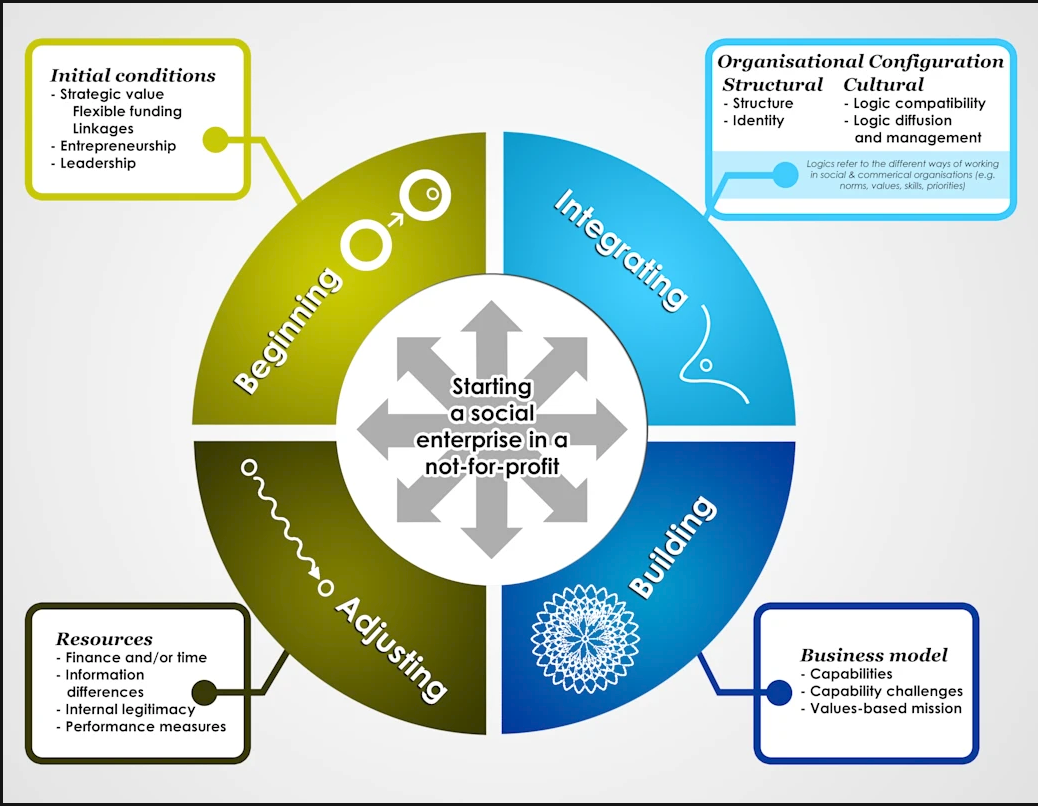 Initial conditions
- Strategic value
Flexible funding
Linkages
- Entrepreneurship
- Leadership
Organisational Configuration
Structural
- Structure
- Identity
Cultural
- Logic compatibility
- Logic diffusion
and management
Logics refer to the different ways of working
in social & commerical organisations (e.g.
norms, values, skills, priorities)
Beginning
Integrating
Starting
a social
enterprise in a
not-for-profit
Adjusting
Building
Resources
- Finance and/or time
- Information
differences
- Internal legitimacy
- Performance measures
Business model
- Capabilities
- Capability challenges
- Values-based mission